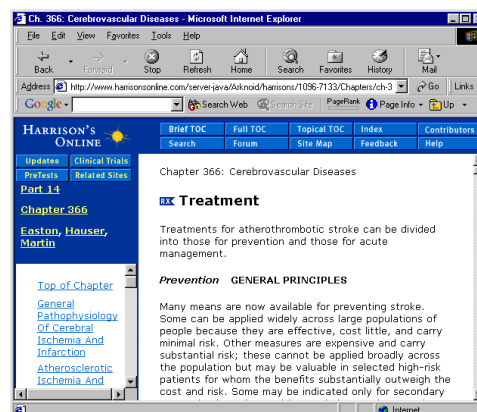 Ch. 366: Cerebrovascular Diseases - Microsoft Internet Explorer
File Edit View Favorites Tools Help
Back Forward Stop Refresh Home Search Favorites History Mail
Address http://www.harrisonsonline.com/server-java/Arknoid/harrisons/1096-7133/Chapters/ch-3 Go Links
Google Search Web Search Site PageRank Page Info Up
HARRISON'S ONLINE
Brief TOC Full TOC Topical TOC Index Contributors
Search Forum Site Map Feedback Help
Updates Clinical Trials
PreTests Related Sites
Part 14
Chapter 366
Easton, Hauser,
Martin
Top of Chapter
General
Pathophysiology
Of Cerebral
Ischemia And
Infarction
Atherosclerotic
Ischemia And
Chapter 366: Cerebrovascular Diseases
RX Treatment
Treatments for atherothrombotic stroke can be divided
into those for prevention and those for acute
management.
Prevention GENERAL PRINCIPLES
Many means are now available for preventing stroke.
Some can be applied widely across large populations of
people because they are effective, cost little, and carry
minimal risk. Other measures are expensive and carry
substantial risk; these cannot be applied broadly across
the population but may be valuable in selected high-risk
patients for whom the benefits substantially outweigh the
cost and risk. Some may be indicated only for secondary
Internet